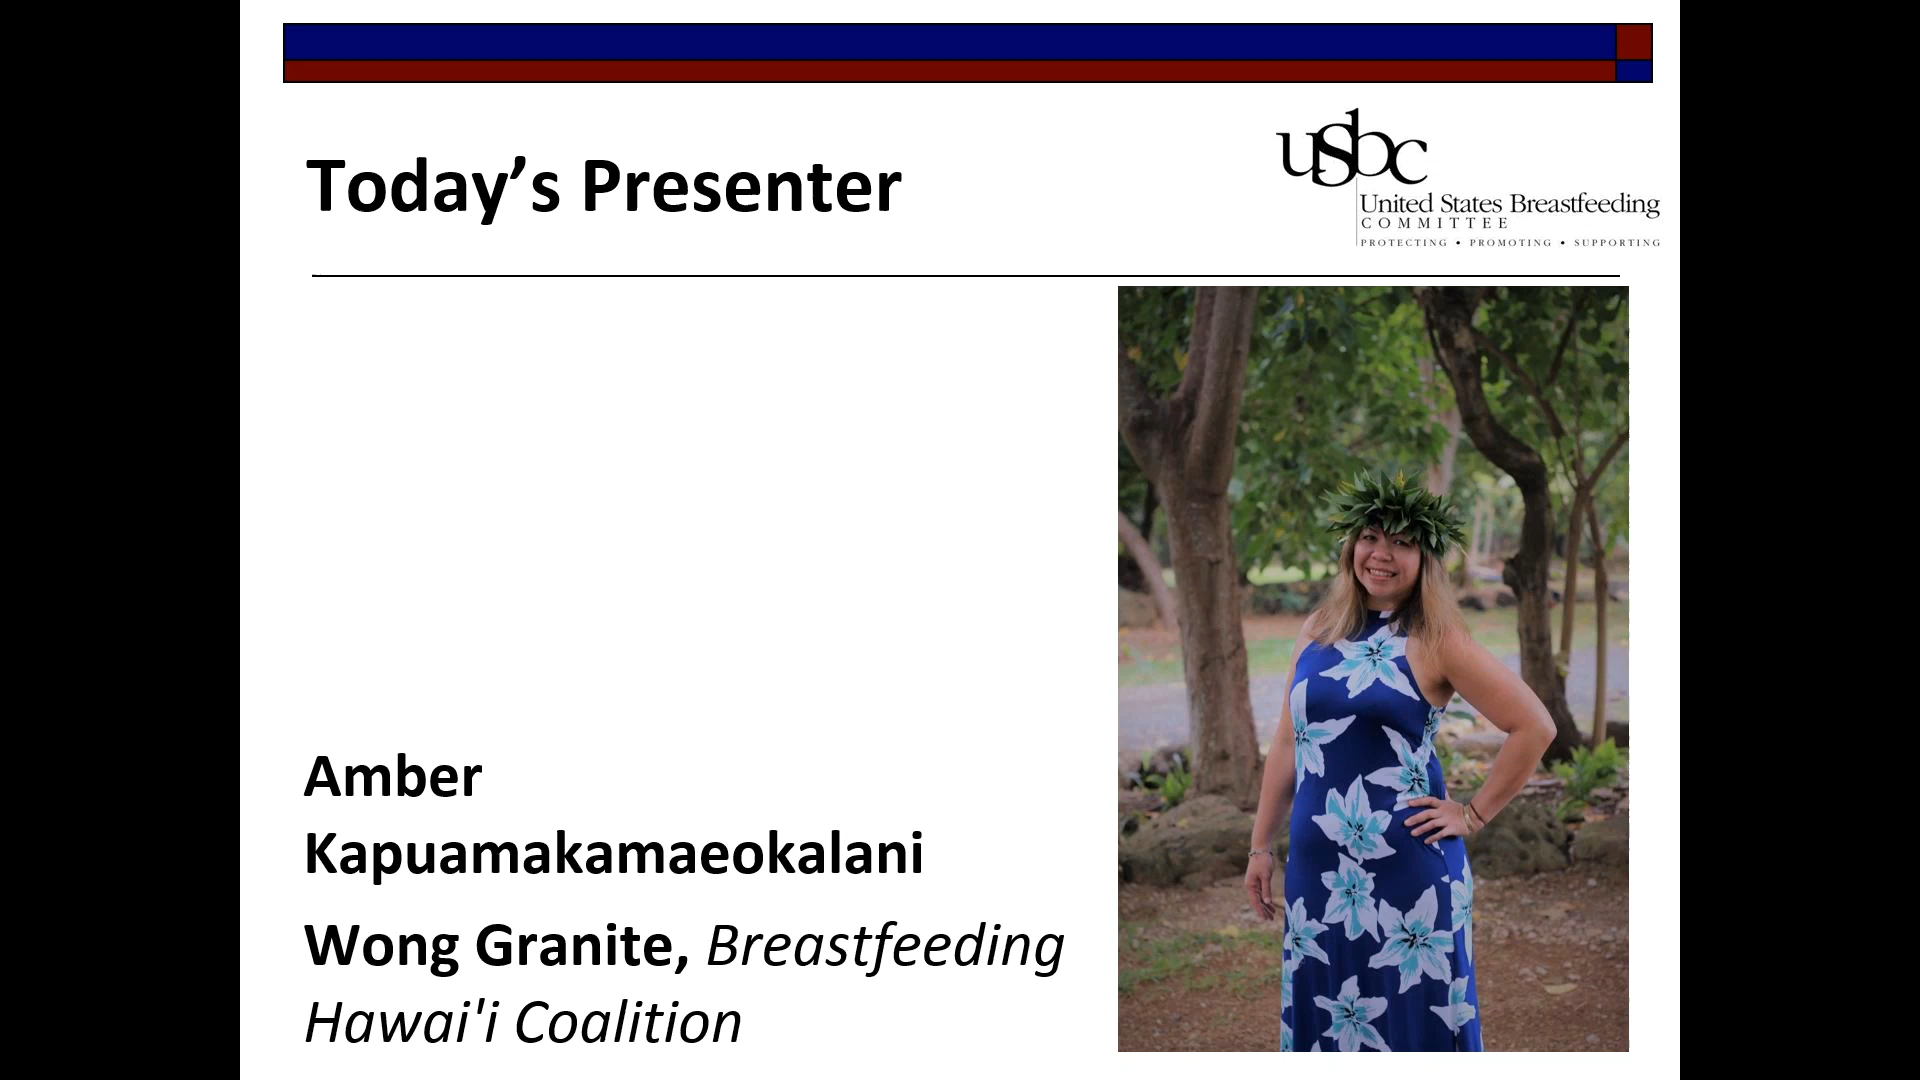 Today’s Presenter
usbc
United States Breastfeeding
COMMITTEE
PROTECTING • PROMOTING • SUPPORTING
Amber
Kapuamakamaeokalani
Wong Granite, Breastfeeding
Hawai'i Coalition